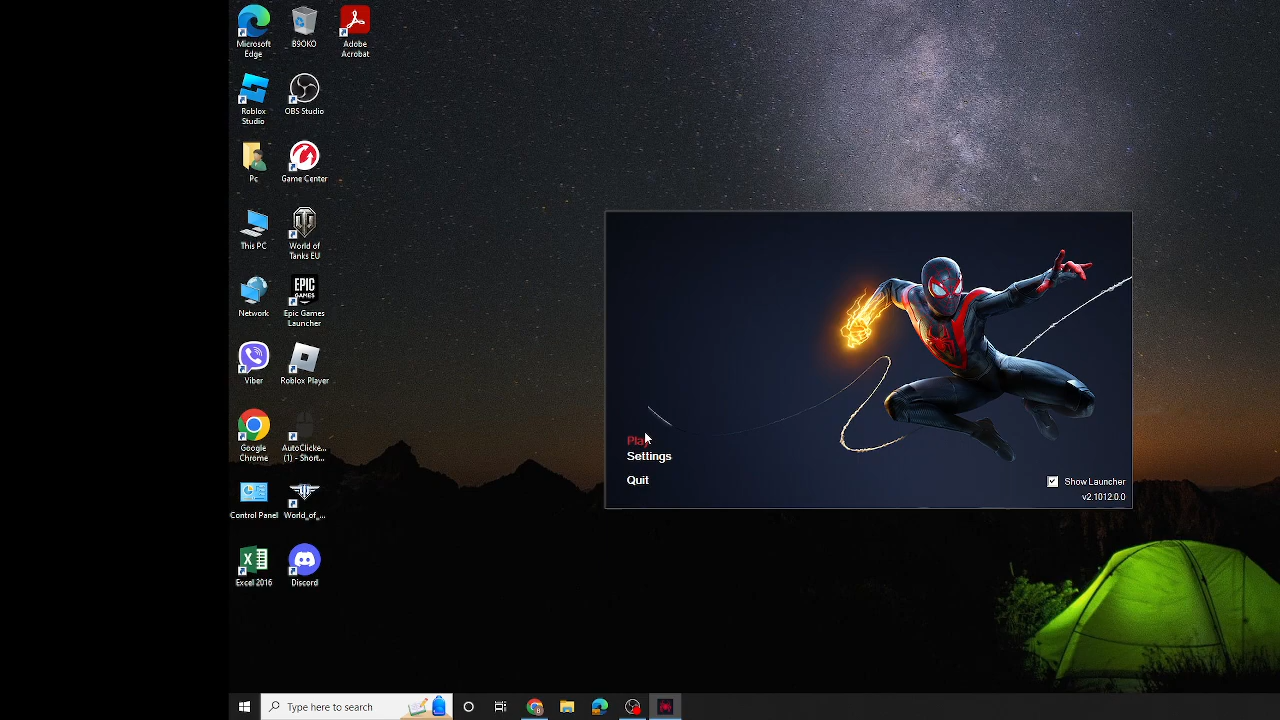 Microsoft
Edge
B9OKO
Adobe
Acrobat
Roblox
Studio
OBS Studio
Pc
Game Center
This PC
World of
Tanks EU
Network
EPIC
GAMES
Epic Games
Launcher
Viber
Roblox Player
Google
Chrome
AutoClicke...
(1) - Short...
Control Panel
World_of_...
Excel 2016
Discord
Play
Settings
Quit
Show Launcher
v2.1012.0.0
Type here to search